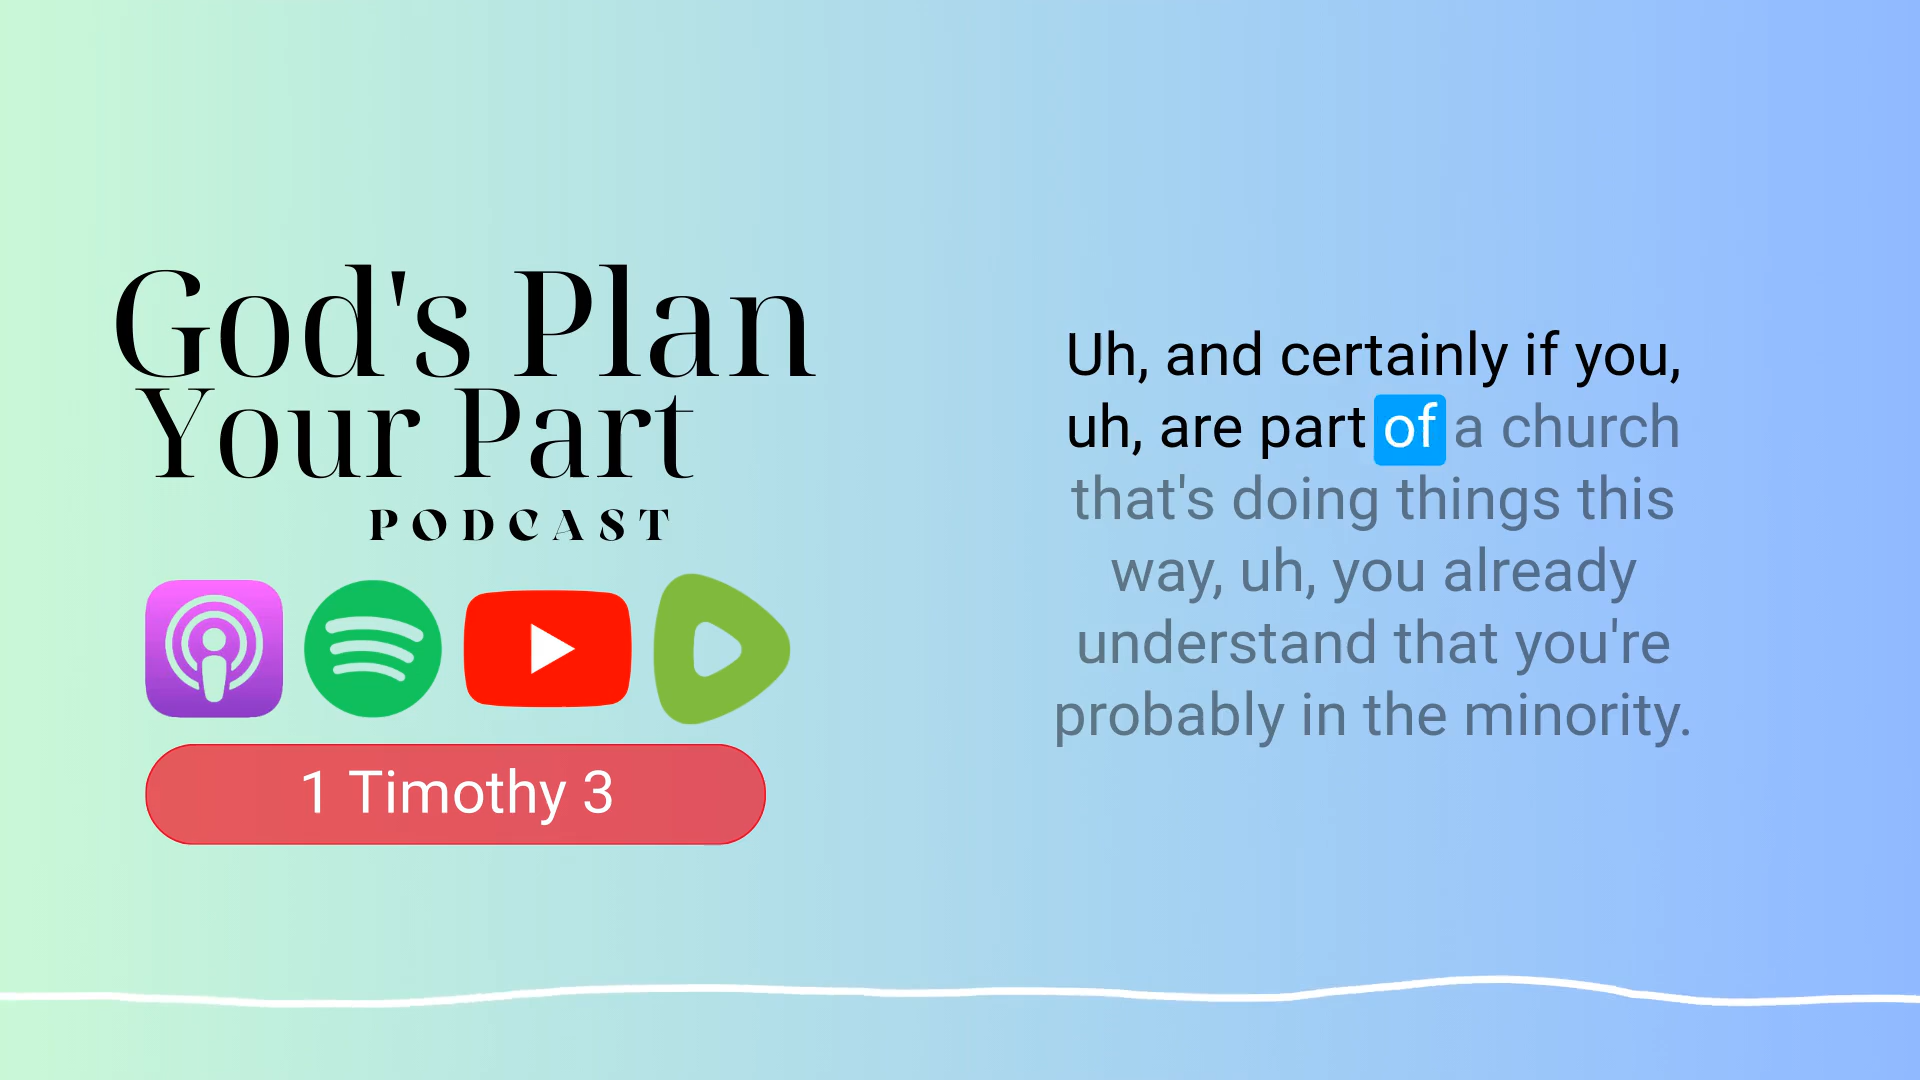 God's Plan
Your Part
PODCAST
1 Timothy 3
Uh, and certainly if you,
uh, are part of a church
that's doing things this
way, uh, you already
understand that you're
probably in the minority.